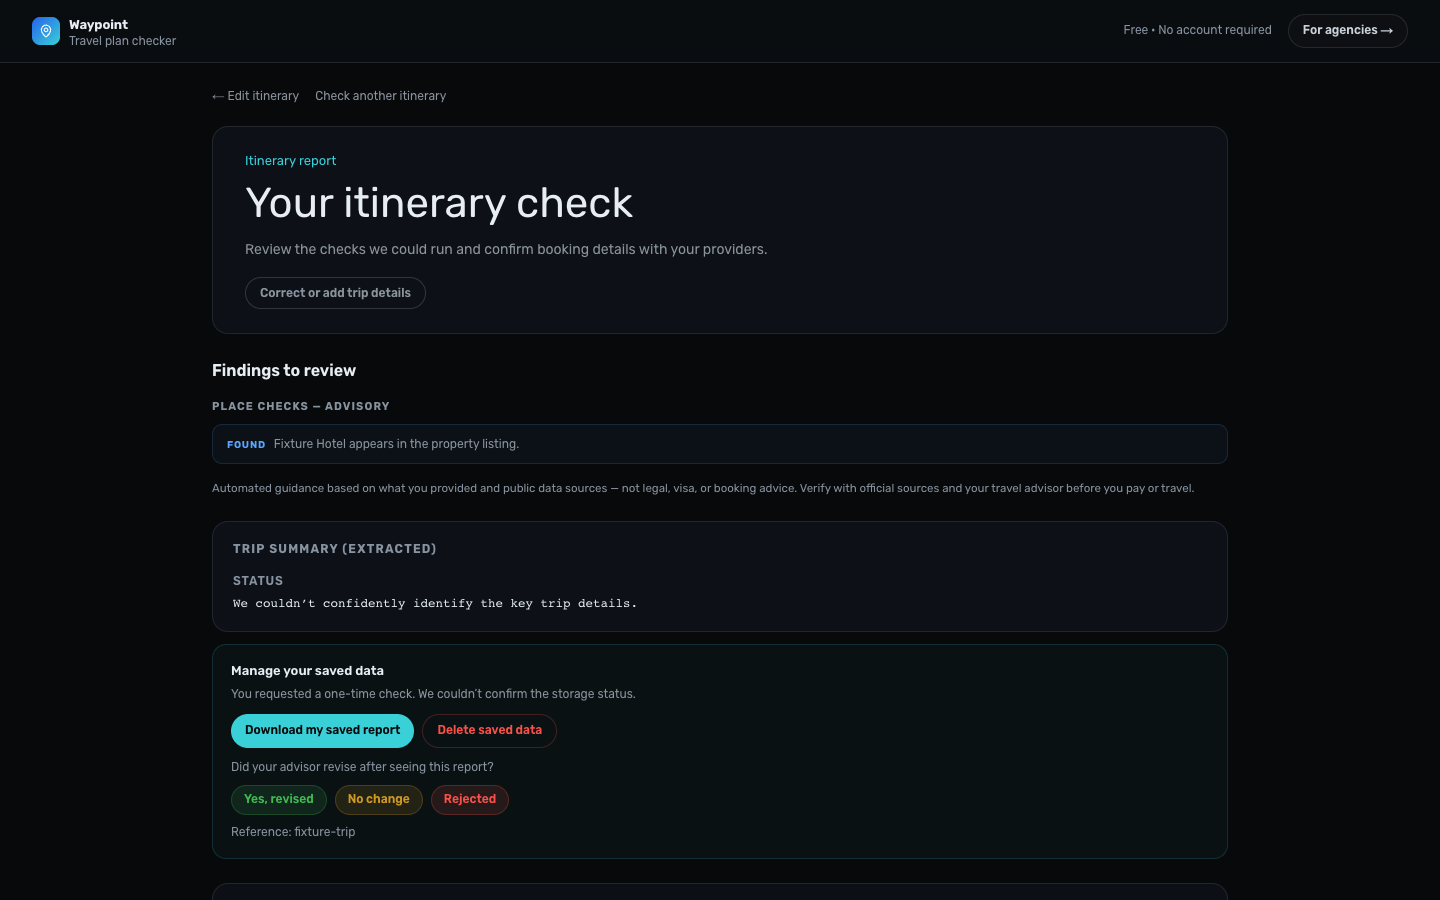 Waypoint
Travel plan checker
Free • No account required
For agencies →
← Edit itinerary
Check another itinerary
Itinerary report
Your itinerary check
Review the checks we could run and confirm booking details with your providers.
Correct or add trip details
Findings to review
PLACE CHECKS — ADVISORY
FOUND Fixture Hotel appears in the property listing.
Automated guidance based on what you provided and public data sources — not legal, visa, or booking advice. Verify with official sources and your travel advisor before you pay or travel.
TRIP SUMMARY (EXTRACTED)
STATUS
We couldn’t confidently identify the key trip details.
Manage your saved data
You requested a one-time check. We couldn’t confirm the storage status.
Download my saved report
Delete saved data
Did your advisor revise after seeing this report?
Yes, revised
No change
Rejected
Reference: fixture-trip